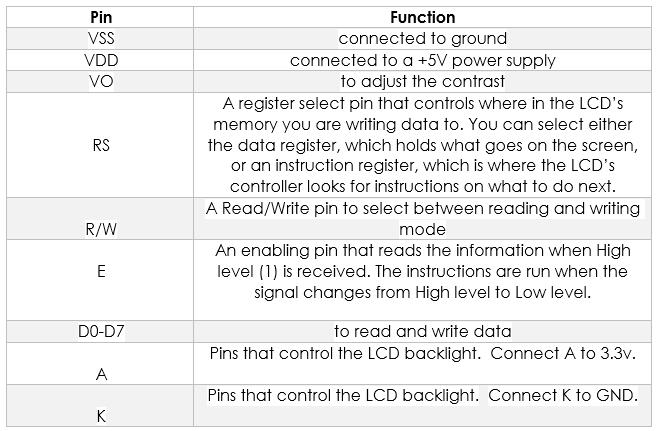 Pin Function
VSS connected to ground
VDD connected to a +5V power supply
VO to adjust the contrast
RS A register select pin that controls where in the LCD's
memory you are writing data to. You can select either
the data register, which holds what goes on the screen,
or an instruction register, which is where the LCD's
controller looks for instructions on what to do next.
R/W A Read/Write pin to select between reading and writing
mode
E An enabling pin that reads the information when High
level (1) is received. The instructions are run when the
signal changes from High level to Low level.
D0-D7 to read and write data
A Pins that control the LCD backlight. Connect A to 3.3v.
K Pins that control the LCD backlight. Connect K to GND.